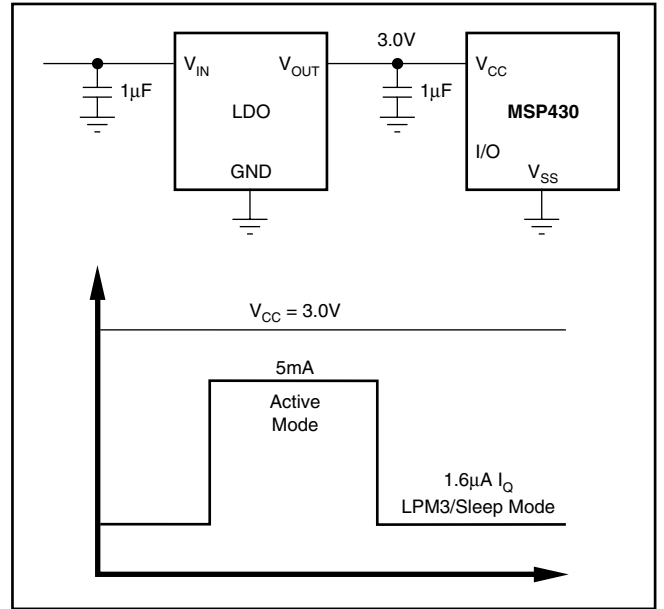 3.0V
V_IN
V_OUT
V_CC
1μF
1μF
LDO
MSP430
I/O
GND
V_SS
V_CC = 3.0V
5mA
Active
Mode
1.6μA I_Q
LPM3/Sleep Mode